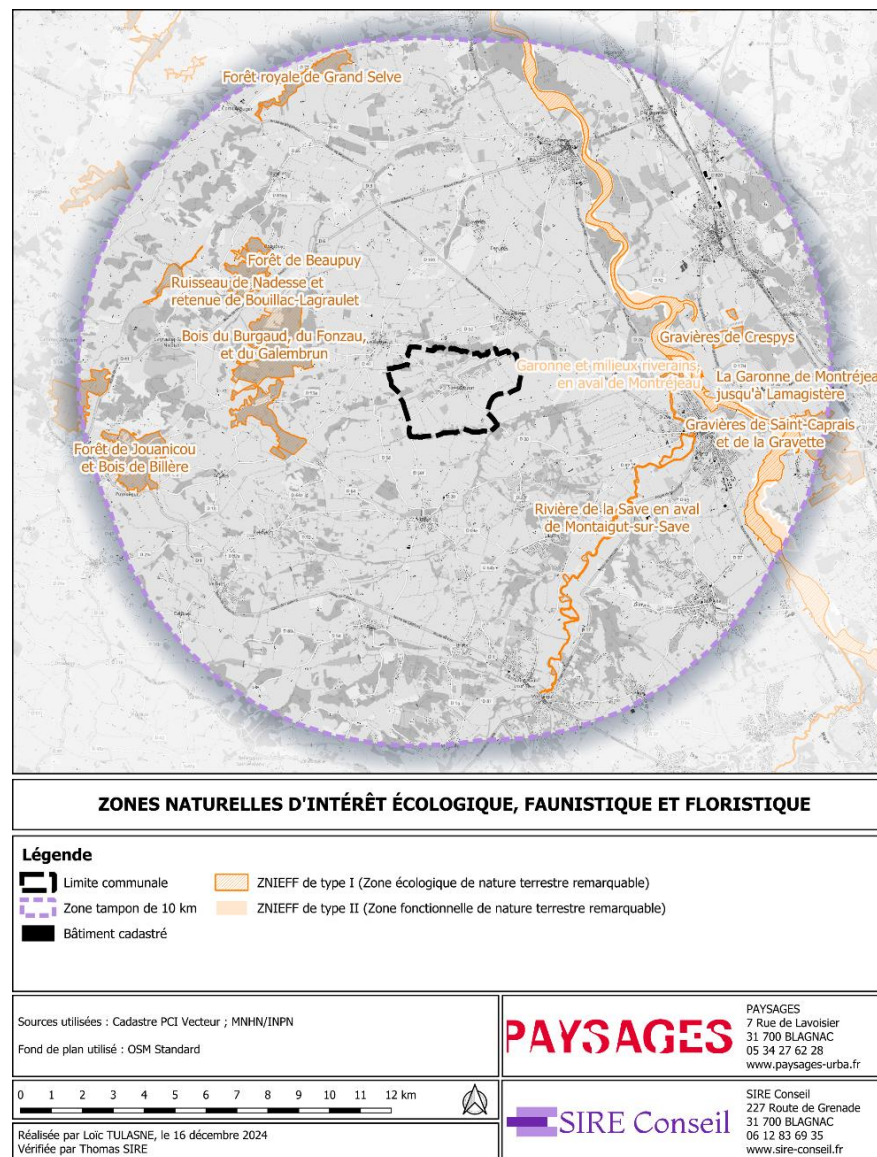 Forêt royale de Grand Selve
Forêt de Beaupuy
Ruisseau de Nadesse et
retenue de Bouillac-Lagraulet
Bois du Burgaud, du Fonzau,
et du Galembrun
Gravières de Crespys
Garonne et milieux riverains,
en aval de Montréjeau
La Garonne de Montréjea
jusqu'à Lamagistère
Gravières de Saint-Caprais
et de la Gravette
Forêt de Jouanicou
et Bois de Billère
Rivière de la Save en aval
de Montaigut-sur-Save
ZONES NATURELLES D'INTÉRÊT ÉCOLOGIQUE, FAUNISTIQUE ET FLORISTIQUE
Légende
Limite communale
ZNIEFF de type I (Zone écologique de nature terrestre remarquable)
Zone tampon de 10 km
ZNIEFF de type II (Zone fonctionnelle de nature terrestre remarquable)
Bâtiment cadastré
Sources utilisées : Cadastre PCI Vecteur ; MNHN/INPN
Fond de plan utilisé : OSM Standard
PAYSAGES
PAYSAGES
7 Rue de Lavoisier
31 700 BLAGNAC
05 34 27 62 28
www.paysages-urba.fr
0 1 2 3 4 5 6 7 8 9 10 11 12 km
Réalisée par Loïc TULASNE, le 16 décembre 2024
Vérifiée par Thomas SIRE
SIRE Conseil
SIRE Conseil
227 Route de Grenade
31 700 BLAGNAC
06 12 83 69 35
www.sire-conseil.fr